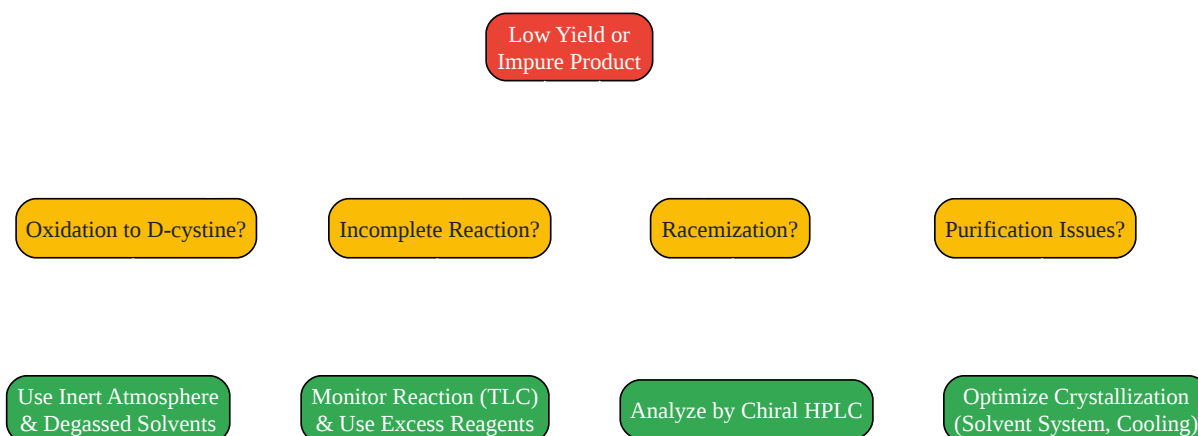 Low Yield or
Impure Product
Oxidation to D-cystine?
Incomplete Reaction?
Racemization?
Purification Issues?
Use Inert Atmosphere
& Degassed Solvents
Monitor Reaction (TLC)
& Use Excess Reagents
Analyze by Chiral HPLC
Optimize Crystallization
(Solvent System, Cooling)